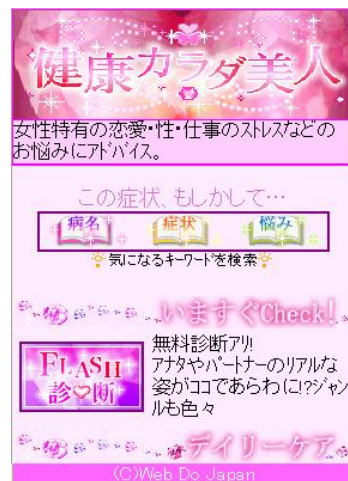 健康カラダ美人
女性特有の恋愛・性・仕事のストレスなどの
お悩みにアドバイス。
この症状、もしかして…
病名 症状 悩み
気になるキーワードを検索
いますぐCheck!
FLASH
診♡断
無料診断アリ!
アナタやパートナーのリアルな
姿がココであらわに!?ジャン
ルも色々
デイリーケア
(C)Web Do Japan